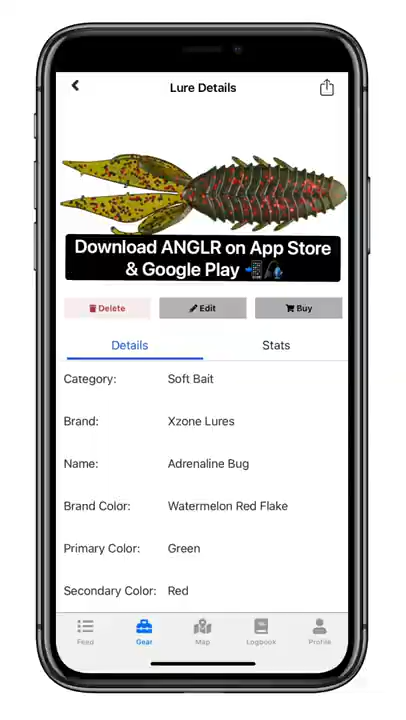 Lure Details
Download ANGLR on App Store
& Google Play
Delete
Edit
Buy
Details
Stats
Category: Soft Bait
Brand: Xzone Lures
Name: Adrenaline Bug
Brand Color: Watermelon Red Flake
Primary Color: Green
Secondary Color: Red
Feed
Gear
Map
Logbook
Profile